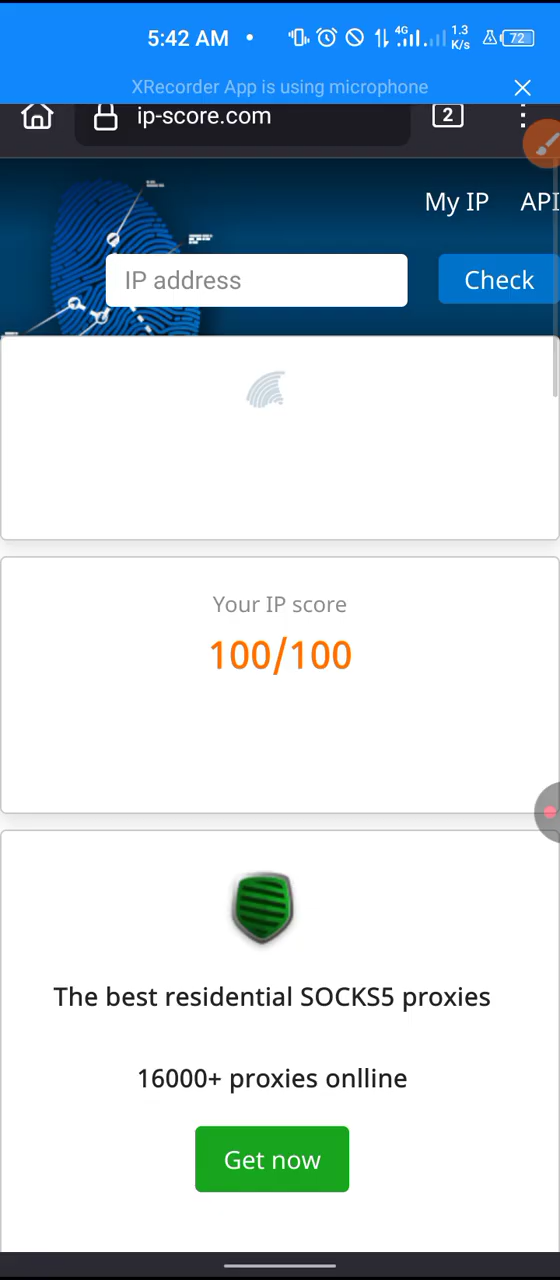 5:42 AM
4G
1.3
K/s
72
XRecorder App is using microphone
ip-score.com
2
My IP
API
IP address
Check
Your IP score
100/100
The best residential SOCKS5 proxies
16000+ proxies onlline
Get now